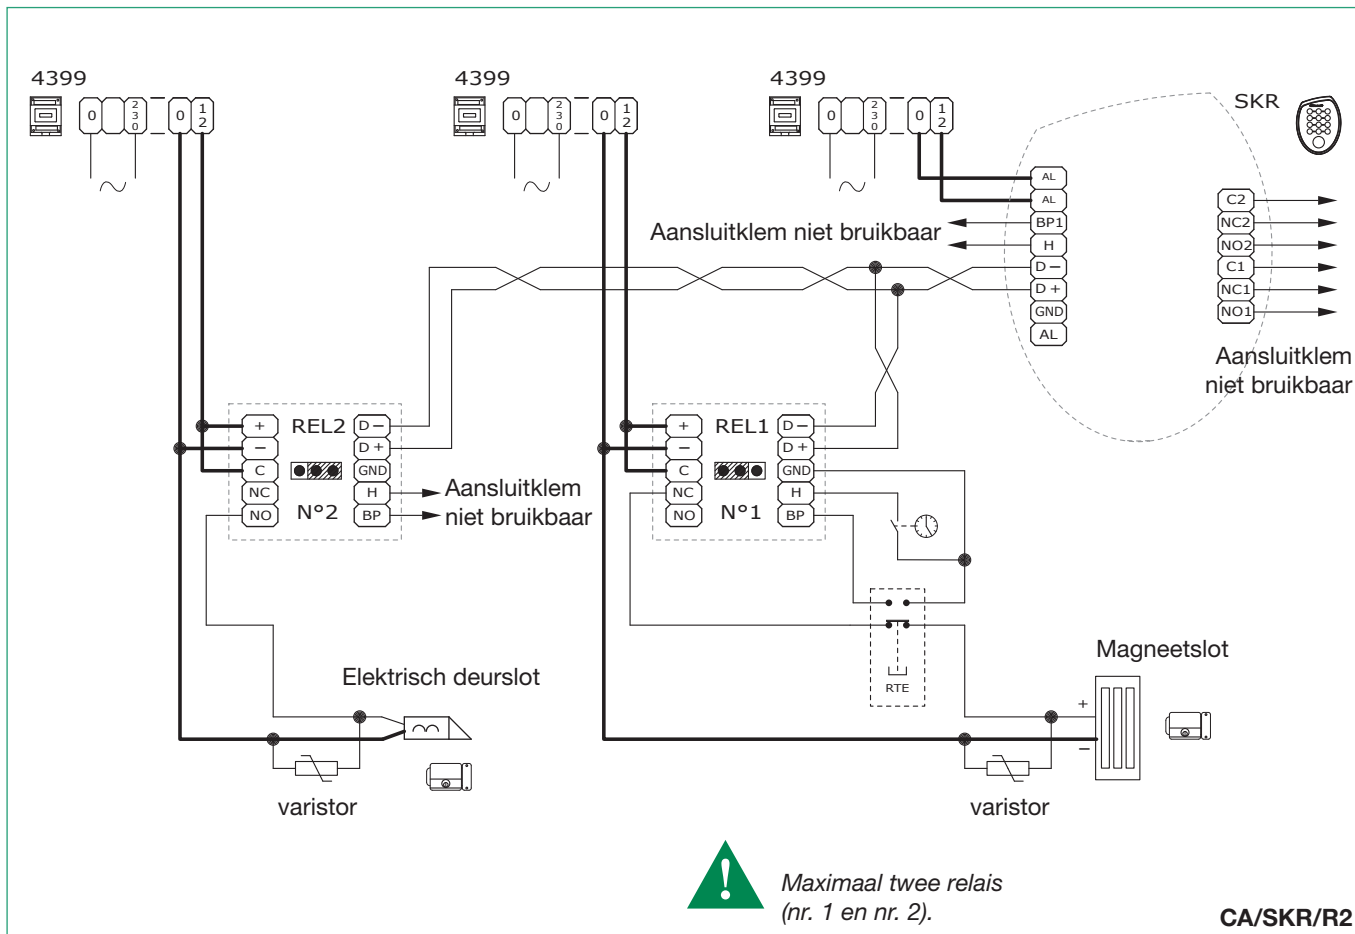 4399
0 230 0 12
4399
0 230 0 12
4399
0 230 0 12
SKR
AL
AL
BP1
H
D −
D +
GND
AL
C2
NC2
NO2
C1
NC1
NO1
Aansluitklem niet bruikbaar
Aansluitklem
niet bruikbaar
+ REL2 D −
− D +
C GND
NC H
NO N°2 BP
Aansluitklem
niet bruikbaar
+ REL1 D −
− D +
C GND
NC H
NO N°1 BP
RTE
Elektrisch deurslot
varistor
Magneetslot
+
−
varistor
!
Maximaal twee relais
(nr. 1 en nr. 2).
CA/SKR/R2